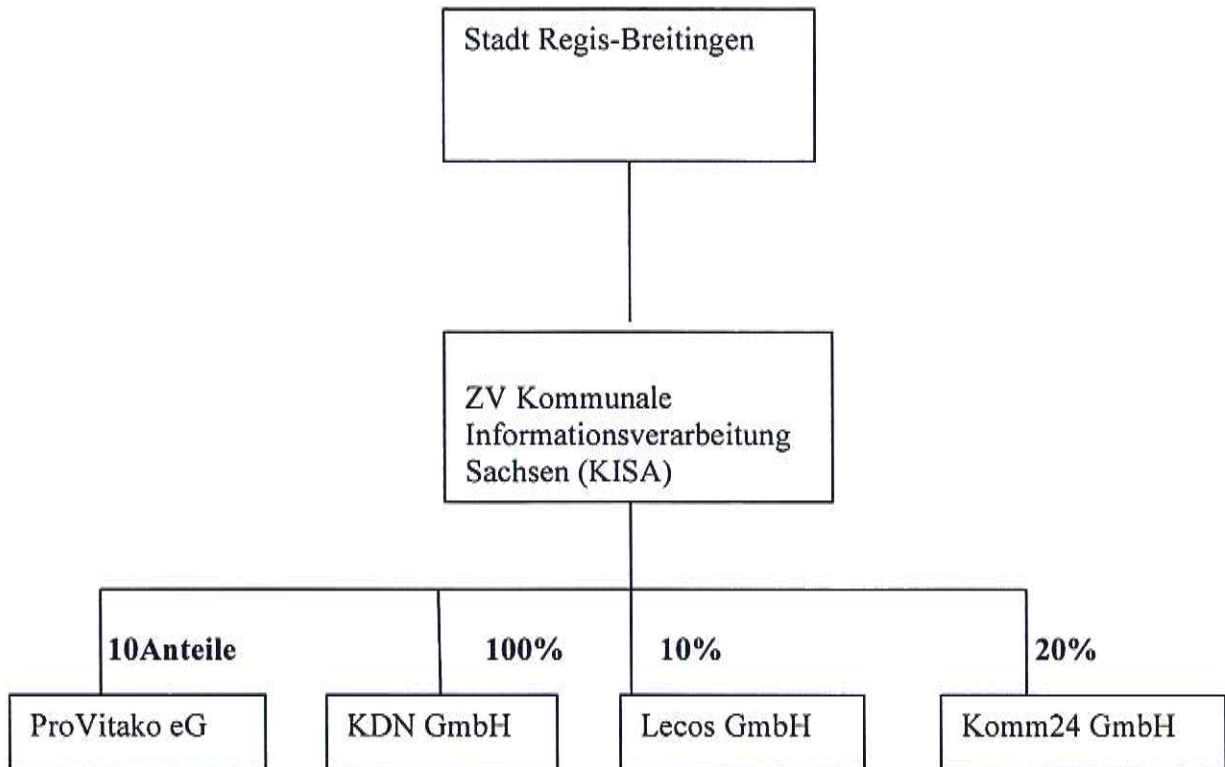 Stadt Regis-Breitingen
ZV Kommunale
Informationsverarbeitung
Sachsen (KISA)
10Anteile
100%
10%
20%
ProVitako eG
KDN GmbH
Lecos GmbH
Komm24 GmbH